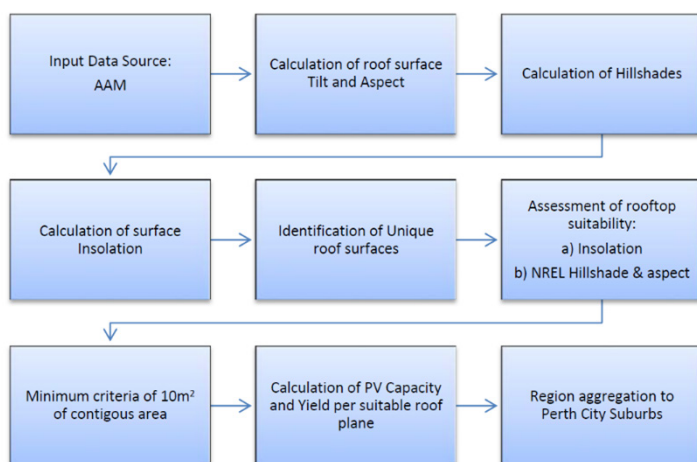 Input Data Source:
AAM
Calculation of roof surface
Tilt and Aspect
Calculation of Hillshades
Calculation of surface
Insolation
Identification of Unique
roof surfaces
Assessment of rooftop
suitability:
a) Insolation
b) NREL Hillshade & aspect
Minimum criteria of 10m²
of contigous area
Calculation of PV Capacity
and Yield per suitable roof
plane
Region aggregation to
Perth City Suburbs